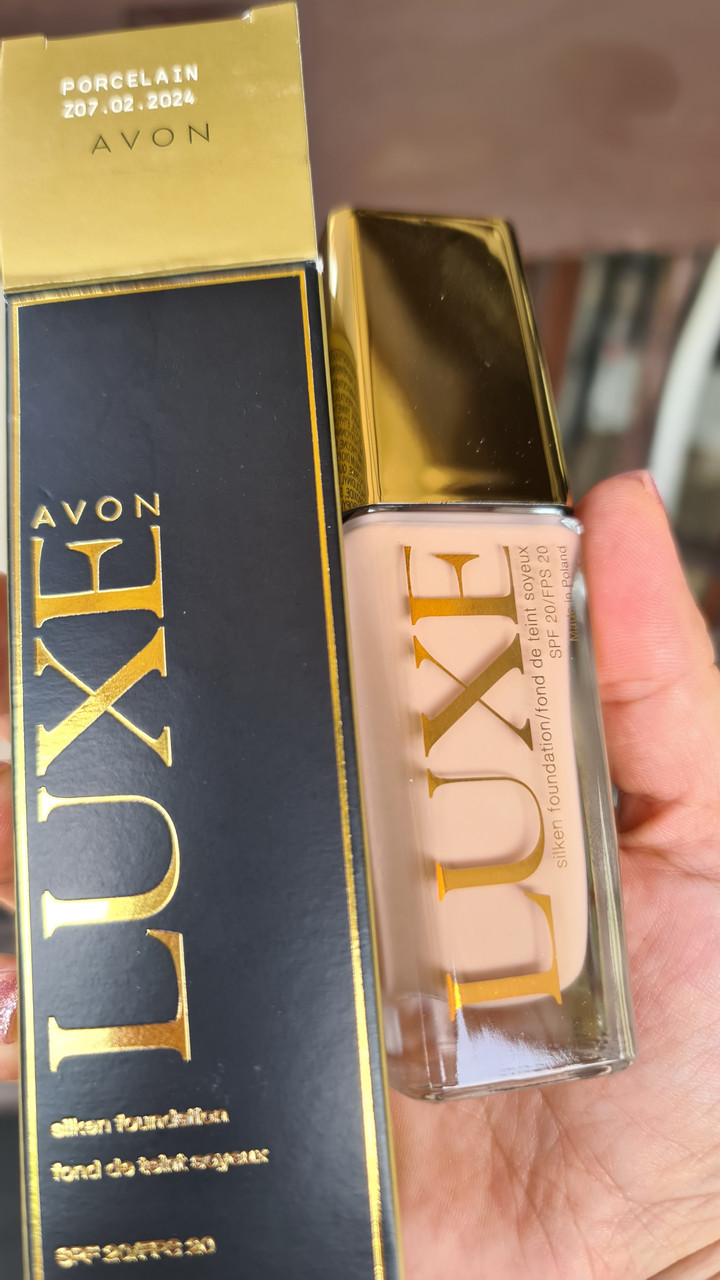 PORCELAIN
Z07.02.2024
AVON
AVON
LUXE
silken foundation
fond de teint soyeux
SPF 20/FPS 20
LUXE
silken foundation/fond de teint soyeux
SPF 20/FPS 20
Made in Poland